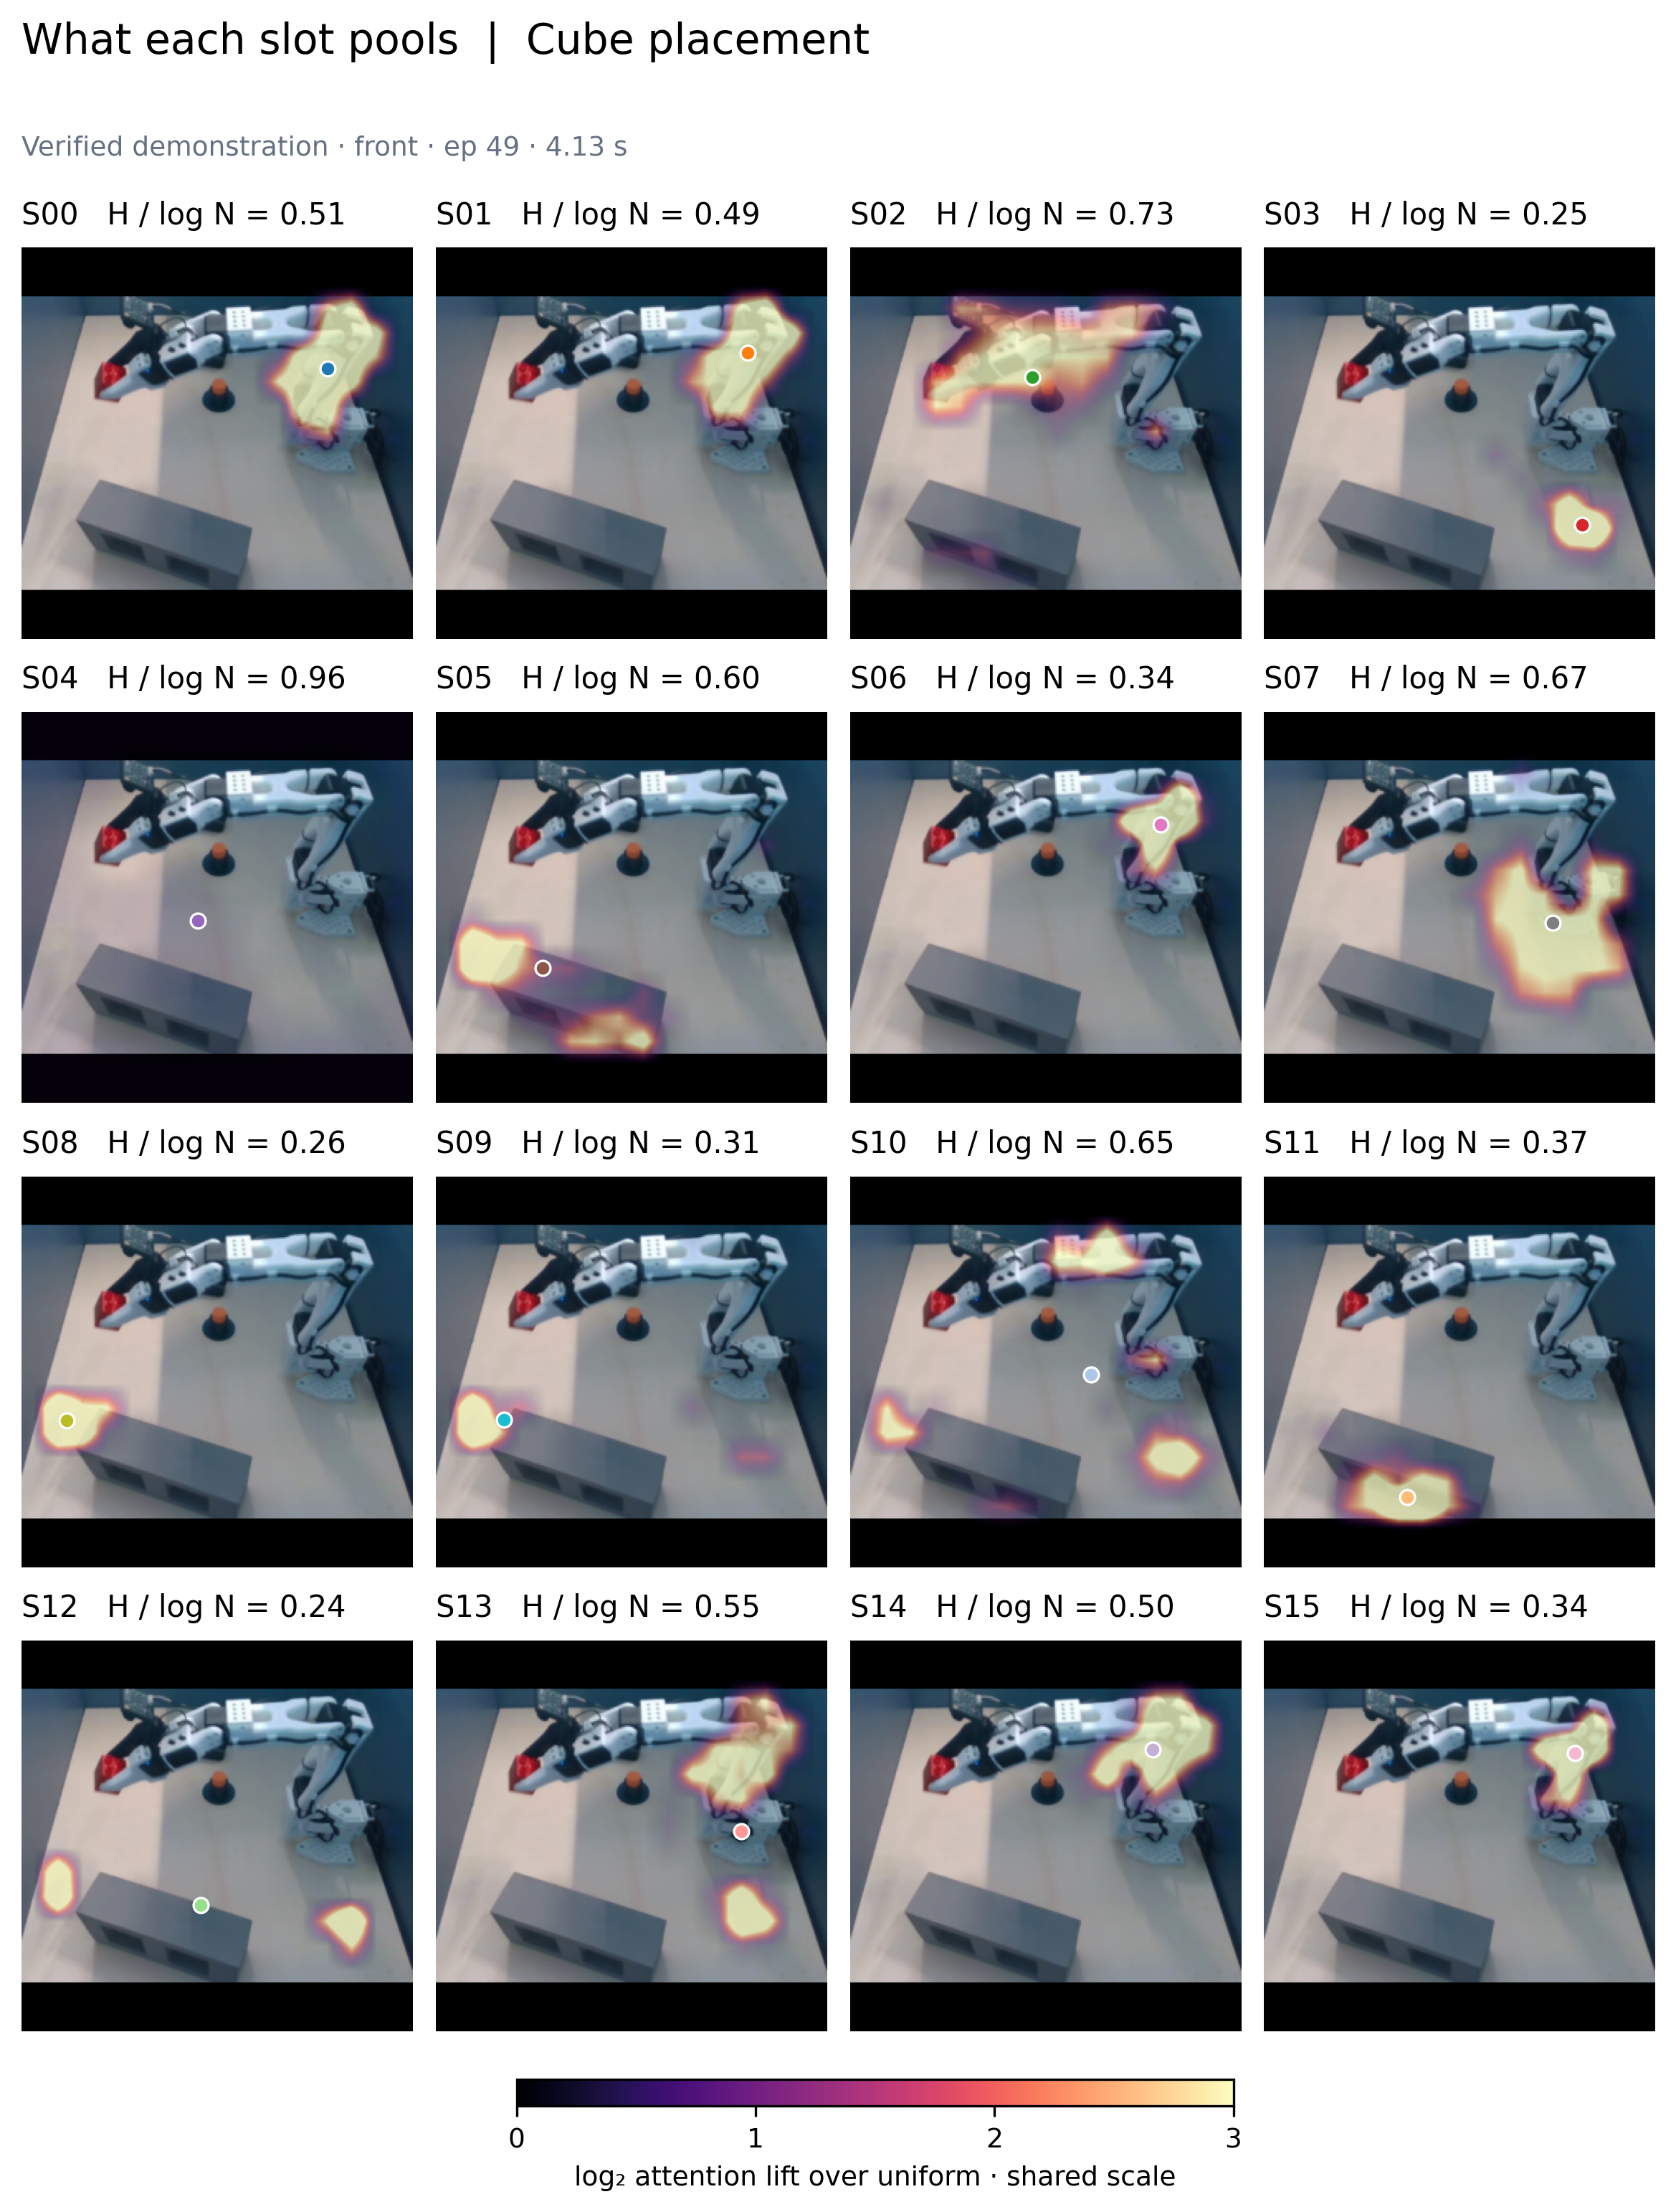 What each slot pools | Cube placement
Verified demonstration · front · ep 49 · 4.13 s
S00 H / log N = 0.51
S01 H / log N = 0.49
S02 H / log N = 0.73
S03 H / log N = 0.25
S04 H / log N = 0.96
S05 H / log N = 0.60
S06 H / log N = 0.34
S07 H / log N = 0.67
S08 H / log N = 0.26
S09 H / log N = 0.31
S10 H / log N = 0.65
S11 H / log N = 0.37
S12 H / log N = 0.24
S13 H / log N = 0.55
S14 H / log N = 0.50
S15 H / log N = 0.34
0 1 2 3
log₂ attention lift over uniform · shared scale